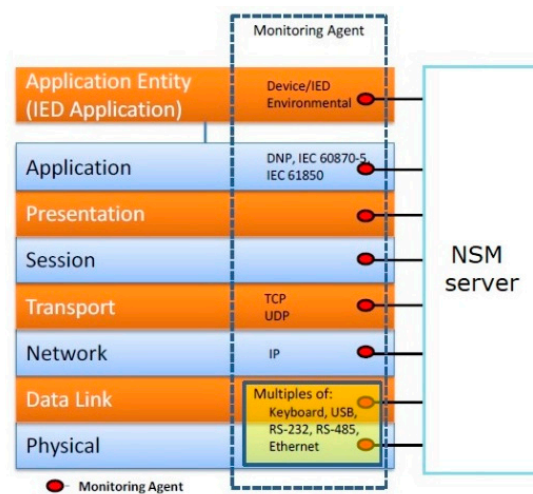 Monitoring Agent
Application Entity
(IED Application)
Device/IED
Environmental
Application
DNP, IEC 60870-5,
IEC 61850
Presentation
Session
NSM
server
Transport
TCP
UDP
Network
IP
Data Link
Physical
Multiples of:
Keyboard, USB,
RS-232, RS-485,
Ethernet
Monitoring Agent